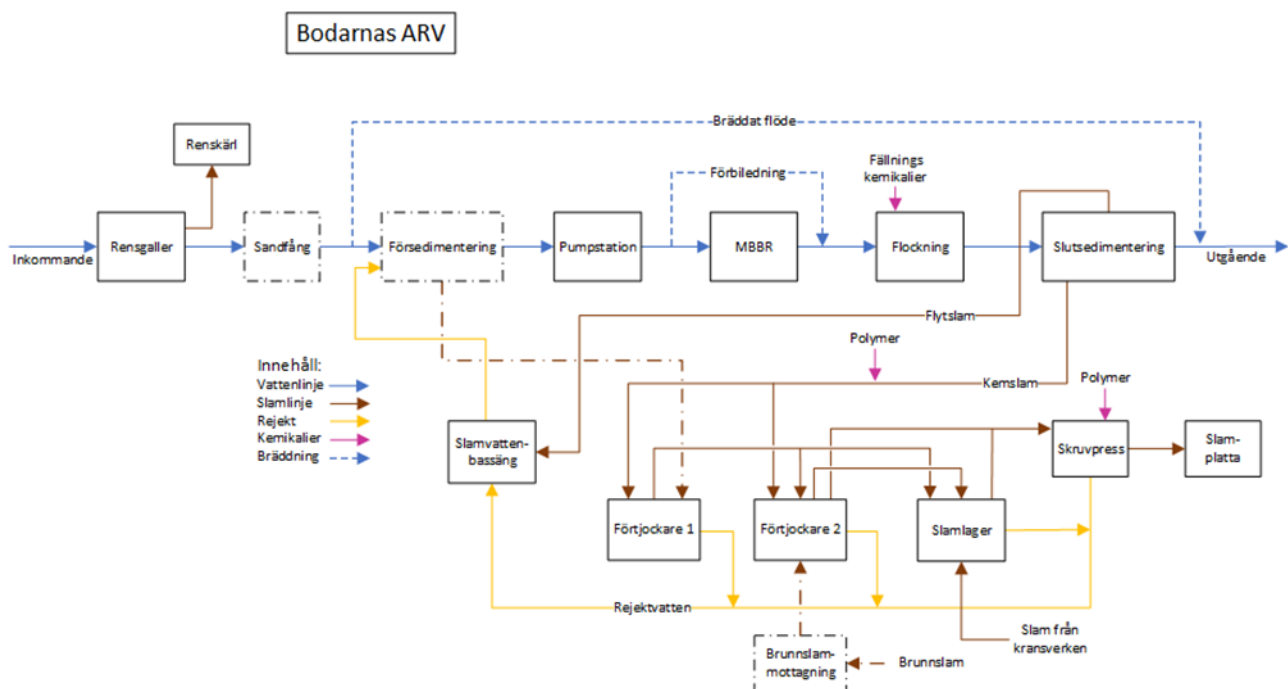 Bodarnas ARV
Bräddat flöde
Renskärl
Förbiledning
Fällnings
kemikalier
Inkommande
Rensgaller
Sandfång
Försedimentering
Pumpstation
MBBR
Flockning
Slutsedimentering
Utgående
Flytslam
Polymer
Innehåll:
Vattenlinje
Slamlinje
Rejekt
Kemikalier
Bräddning
Kemslam
Polymer
Slamvatten-
bassäng
Skruvpress
Slam-
platta
Förtjockare 1
Förtjockare 2
Slamlager
Rejektvatten
Slam från
kransverken
Brunnslam-
mottagning
Brunnslam